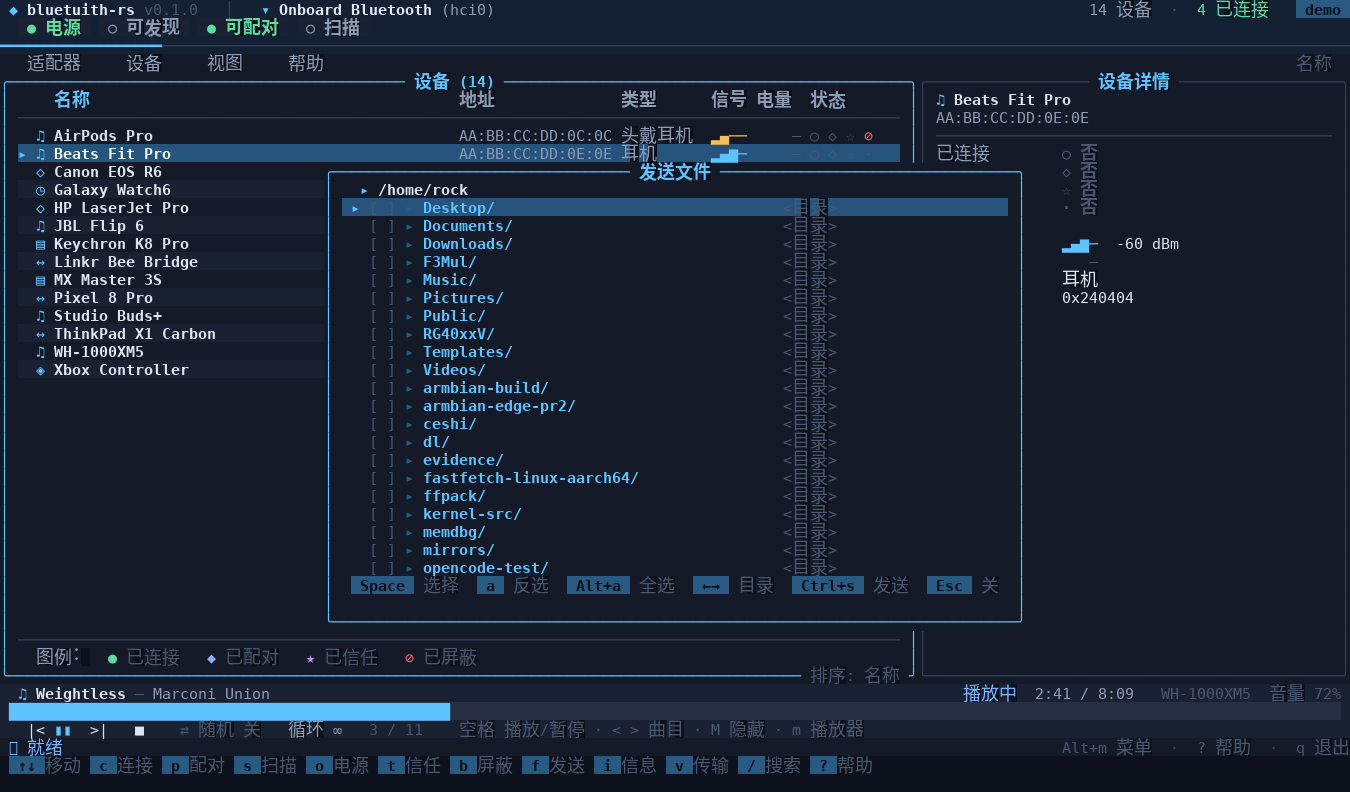 ◆ bluetuith-rs v0.1.0 │ ▾ Onboard Bluetooth (hci0) 14 设备 · 4 已连接 demo
● 电源 ○ 可发现 ● 可配对 ○ 扫描
适配器 设备 视图 帮助 名称
设备 (14) 设备详情
名称 地址 类型 信号 电量 状态 ♫ Beats Fit Pro
AA:BB:CC:DD:0E:0E
♫ AirPods Pro AA:BB:CC:DD:0C:0C 头戴耳机 — ○ ◇ ☆ ⊘
▸ ♫ Beats Fit Pro AA:BB:CC:DD:0E:0E 耳机 — ○ ◇ 已连接 ○ 否
◇ Canon EOS R6 发送文件 ◇ 否
◷ Galaxy Watch6 ▸ /home/rock ☆ 否
◇ HP LaserJet Pro ▸ [ ] ▸ Desktop/ <目录> · 否
♫ JBL Flip 6 [ ] ▸ Documents/ <目录>
▤ Keychron K8 Pro [ ] ▸ Downloads/ <目录> -60 dBm
↔ Linkr Bee Bridge [ ] ▸ F3Mul/ <目录> —
▤ MX Master 3S [ ] ▸ Music/ <目录> 耳机
↔ Pixel 8 Pro [ ] ▸ Pictures/ <目录> 0x240404
♫ Studio Buds+ [ ] ▸ Public/ <目录>
↔ ThinkPad X1 Carbon [ ] ▸ RG40xxV/ <目录>
♫ WH-1000XM5 [ ] ▸ Templates/ <目录>
◈ Xbox Controller [ ] ▸ Videos/ <目录>
[ ] ▸ armbian-build/ <目录>
[ ] ▸ armbian-edge-pr2/ <目录>
[ ] ▸ ceshi/ <目录>
[ ] ▸ dl/ <目录>
[ ] ▸ evidence/ <目录>
[ ] ▸ fastfetch-linux-aarch64/ <目录>
[ ] ▸ ffpack/ <目录>
[ ] ▸ kernel-src/ <目录>
[ ] ▸ memdbg/ <目录>
[ ] ▸ mirrors/ <目录>
[ ] ▸ opencode-test/ <目录>
Space 选择 a 反选 Alt+a 全选 ←→ 目录 Ctrl+s 发送 Esc 关
图例: ● 已连接 ◆ 已配对 ★ 已信任 ⊘ 已屏蔽
排序: 名称
♫ Weightless — Marconi Union 播放中 2:41 / 8:09 WH-1000XM5 音量 72%
|< ▮▮ >| ■ ⇄ 随机 关 循环 ∞ 3 / 11 空格 播放/暂停 · < > 曲目 · M 隐藏 · m 播放器
就绪 Alt+m 菜单 · ? 帮助 · q 退出
↑↓ 移动 c 连接 p 配对 s 扫描 o 电源 t 信任 b 屏蔽 f 发送 i 信息 v 传输 / 搜索 ? 帮助